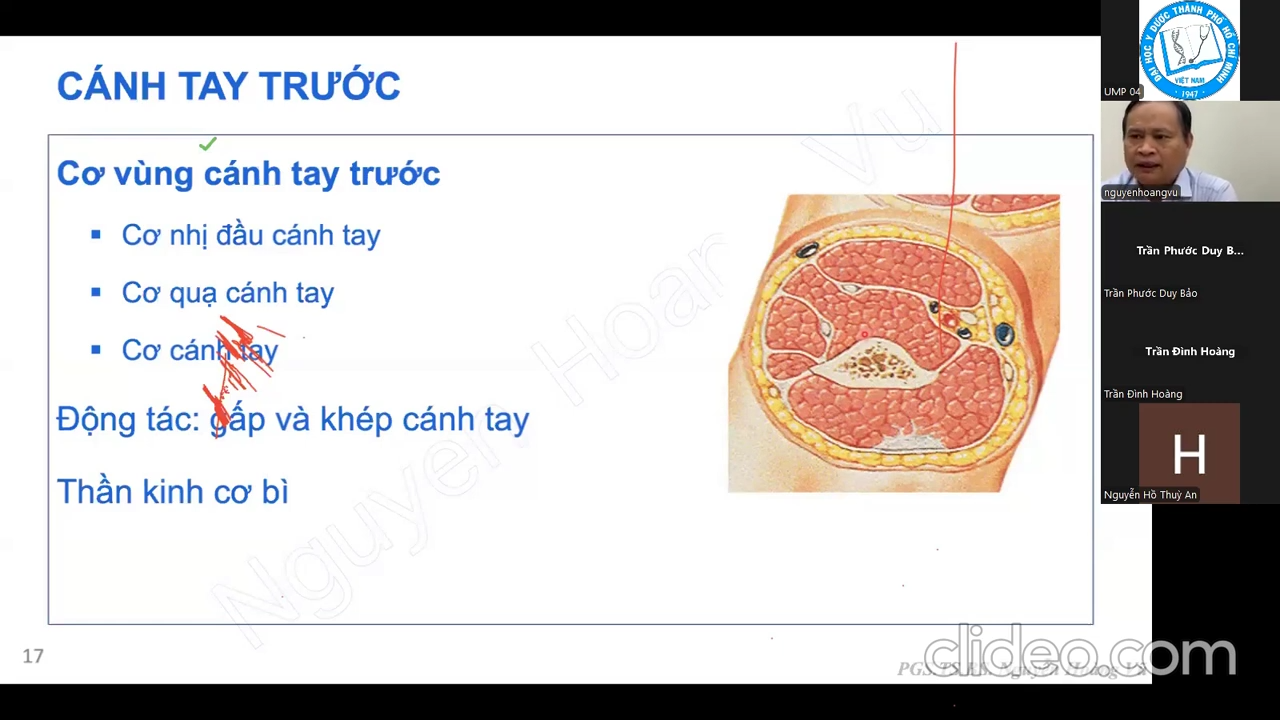 CÁNH TAY TRƯỚC
Cơ vùng cánh tay trước
▪ Cơ nhị đầu cánh tay
▪ Cơ quạ cánh tay
▪ Cơ cánh tay
Động tác: gấp và khép cánh tay
Thần kinh cơ bì
Nguyen Hoang Vu
17
PGS.TS.BS. Nguyễn Hoàng Vũ
clideo.com
ĐẠI HỌC Y DƯỢC THÀNH PHỐ HỒ CHÍ MINH
VIỆT NAM
1947
UMP 04
nguyenhoangvu
Trần Phước Duy B...
Trần Phước Duy Bảo
Trần Đình Hoàng
Trần Đình Hoàng
H
Nguyễn Hồ Thuỳ An